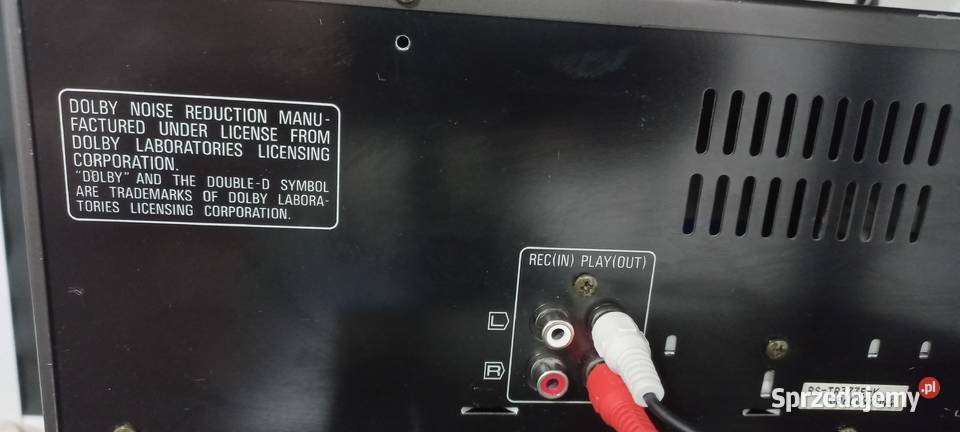 DOLBY NOISE REDUCTION MANU-
FACTURED UNDER LICENSE FROM
DOLBY LABORATORIES LICENSING
CORPORATION.
"DOLBY" AND THE DOUBLE-D SYMBOL
ARE TRADEMARKS OF DOLBY LABORA-
TORIES LICENSING CORPORATION.
REC(IN) PLAY(OUT)
L
R
Sprzedajemy.pl